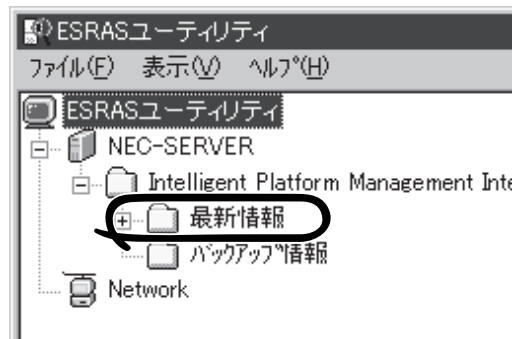 ESRASユーティリティ
ファイル(F) 表示(V) ヘルプ(H)
ESRASユーティリティ
NEC-SERVER
Intelligent Platform Management Inte
最新情報
バックアップ情報
Network